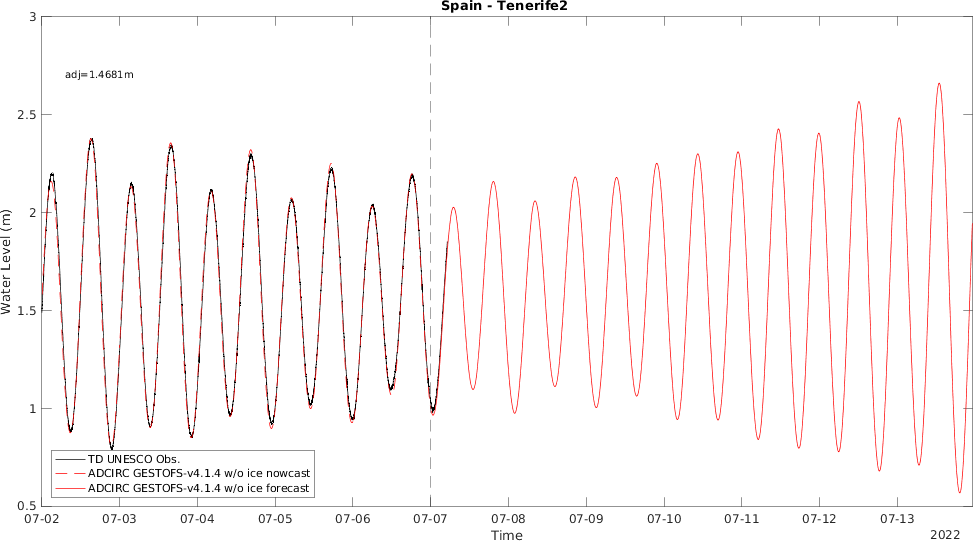 Spain - Tenerife2
3
adj=1.4681m
2.5
2
Water Level (m)
1.5
1
0.5
TD UNESCO Obs.
ADCIRC GESTOFS-v4.1.4 w/o ice nowcast
ADCIRC GESTOFS-v4.1.4 w/o ice forecast
07-02 07-03 07-04 07-05 07-06 07-07 07-08 07-09 07-10 07-11 07-12 07-13
Time
2022